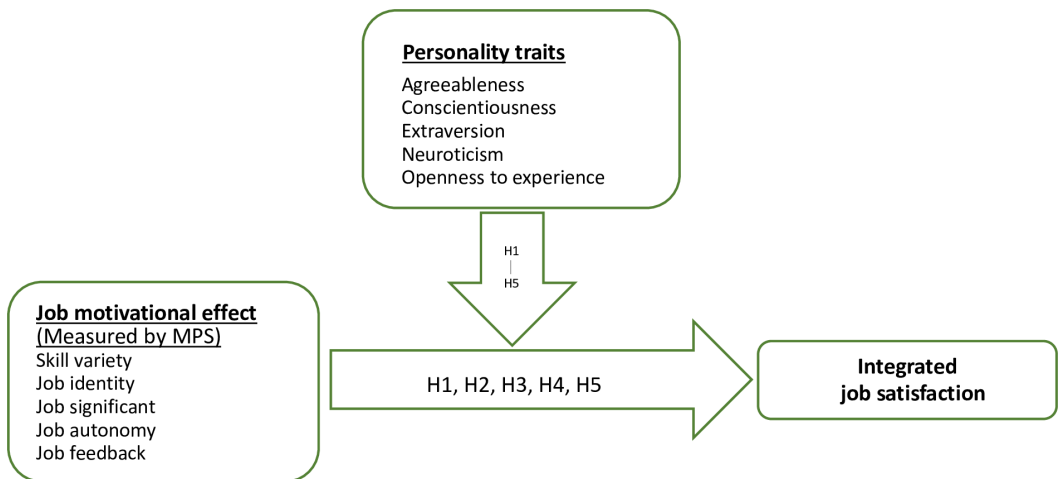 Personality traits
Agreeableness
Conscientiousness
Extraversion
Neuroticism
Openness to experience
H1
H5
Job motivational effect
(Measured by MPS)
Skill variety
Job identity
Job significant
Job autonomy
Job feedback
H1, H2, H3, H4, H5
Integrated
job satisfaction